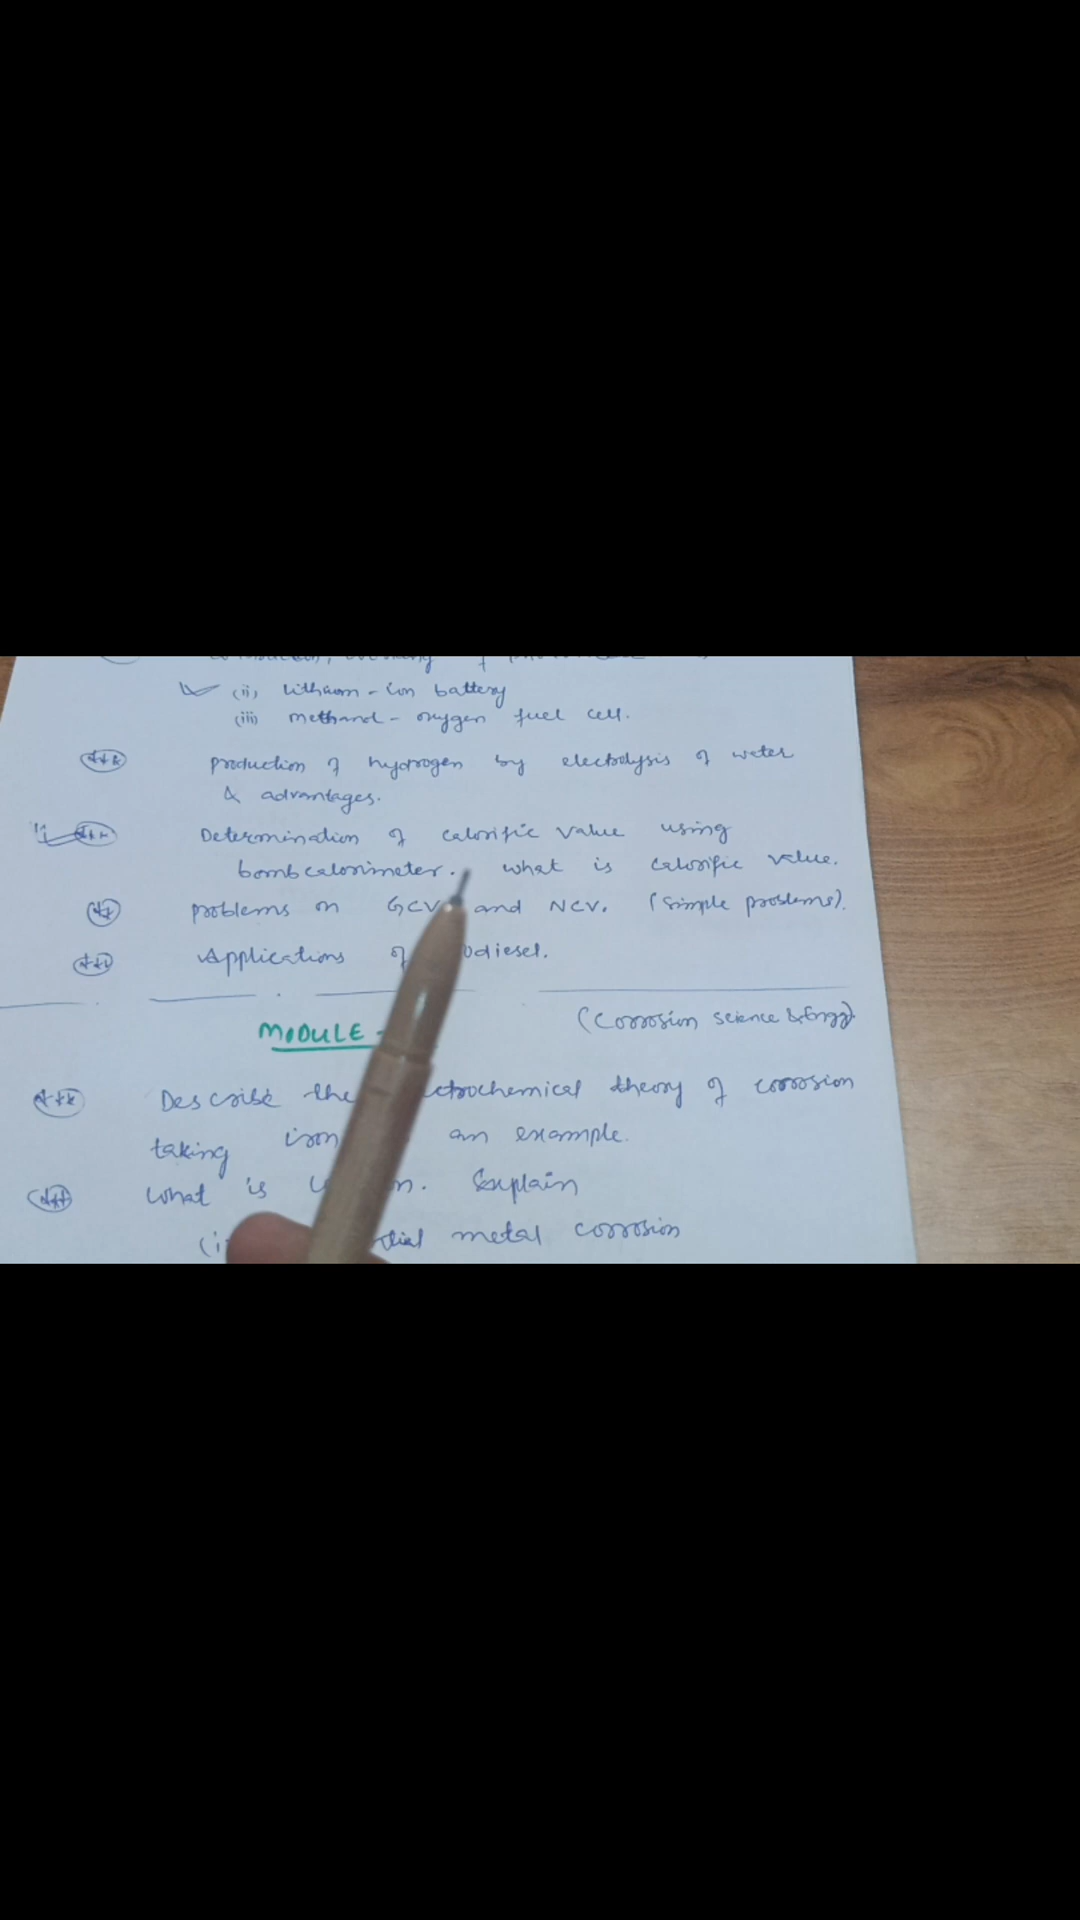 (ii) Lithium-ion battery
(iii) methanol-oxygen fuel cell.
*** production of hydrogen by electrolysis of water
& advantages.
*** Determination of calorific value using
bomb calorimeter. what is calorific value.
problems on GCV and NCV. (simple problems).
*** Applications of odiesel.
MODULE - (Corrosion science & Engg)
*** Describe the ctrochemical theory of corrosion
taking iron an example.
*** what is n. Explain
(i tial metal corrosion